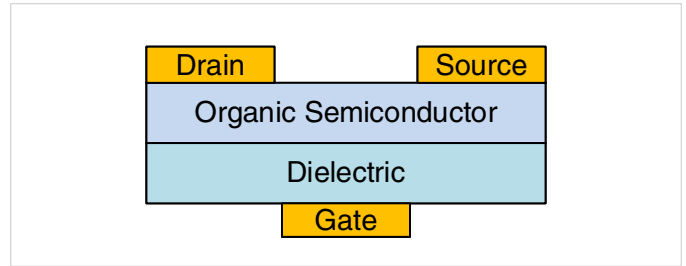 Drain Source
Organic Semiconductor
Dielectric
Gate